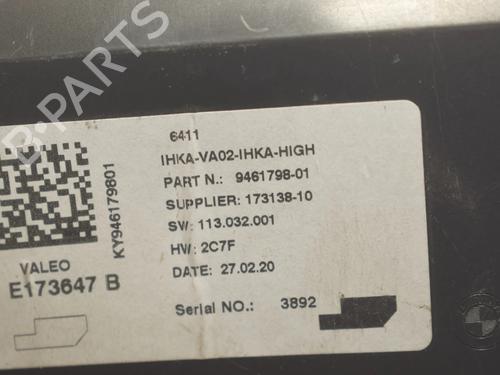 B-PARTS
6411
IHKA-VA02-IHKA-HIGH
PART N.: 9461798-01
SUPPLIER: 173138-10
SW: 113.032.001
HW: 2C7F
DATE: 27.02.20
Serial NO.: 3892
KY946179801
VALEO
E173647 B